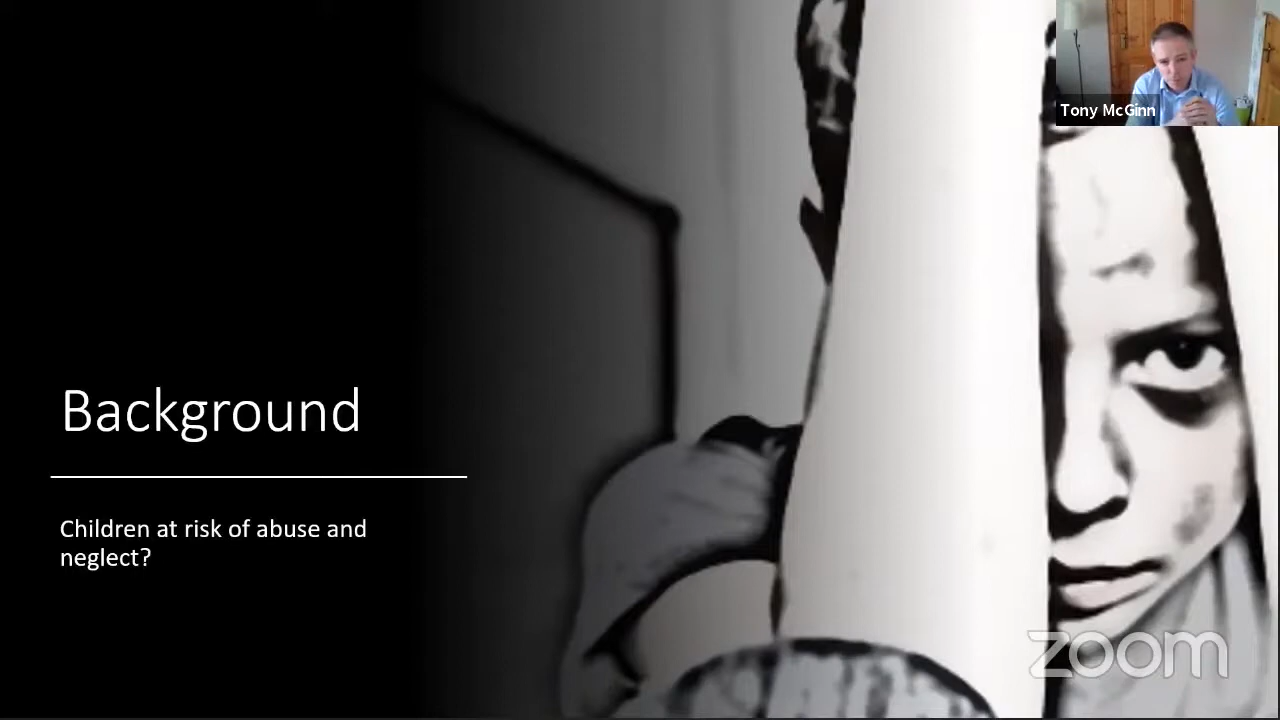 Tony McGinn
Background
Children at risk of abuse and
neglect?
zoom